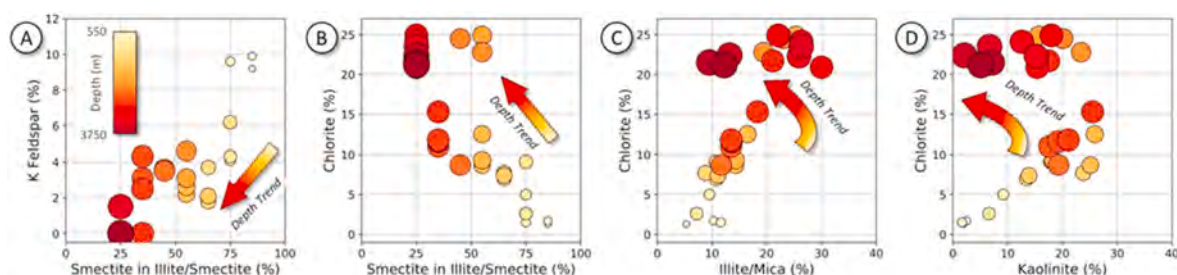 A
12
10
8
6
4
2
0
K Feldspar (%)
550
Depth (m)
3750
Depth Trend
0 25 50 75 100
Smectite in Illite/Smectite (%)
B
25
20
15
10
5
0
Chlorite (%)
Depth Trend
0 25 50 75 100
Smectite in Illite/Smectite (%)
C
25
20
15
10
5
0
Chlorite (%)
Depth Trend
0 10 20 30 40
Illite/Mica (%)
D
25
20
15
10
5
0
Chlorite (%)
Depth Trend
0 10 20 30 40
Kaolinite (%)